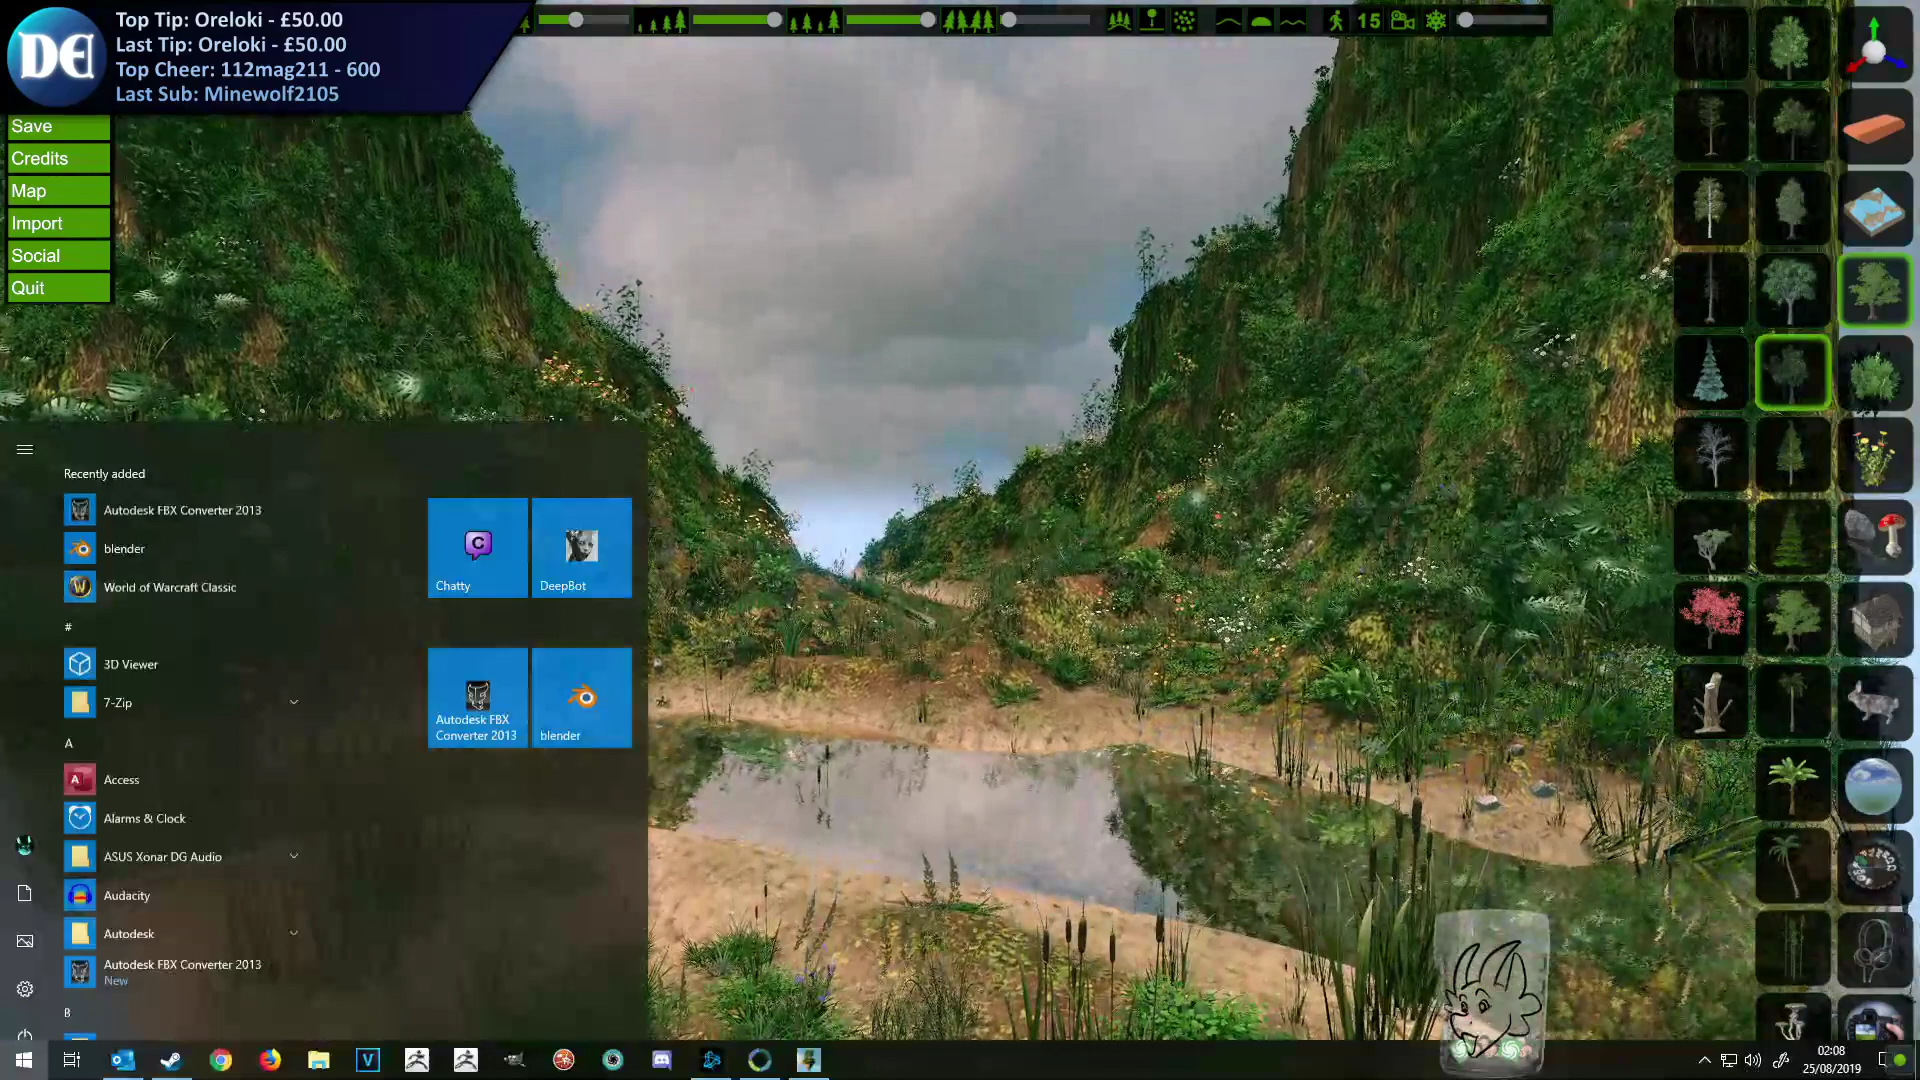 DE
Top Tip: Oreloki - £50.00
Last Tip: Oreloki - £50.00
Top Cheer: 112mag211 - 600
Last Sub: Minewolf2105
15
Save
Credits
Map
Import
Social
Quit
Recently added
Autodesk FBX Converter 2013
blender
World of Warcraft Classic
#
3D Viewer
7-Zip
A
Access
Alarms & Clock
ASUS Xonar DG Audio
Audacity
Autodesk
Autodesk FBX Converter 2013
New
B
Chatty
DeepBot
Autodesk FBX
Converter 2013
blender
02:08
25/08/2019